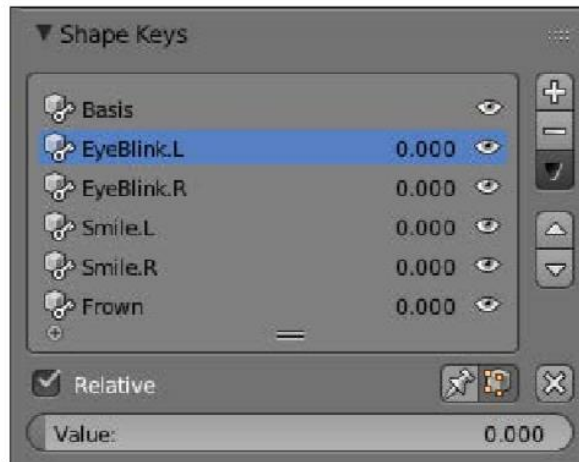 Shape Keys
Basis
EyeBlink.L 0.000
EyeBlink.R 0.000
Smile.L 0.000
Smile.R 0.000
Frown 0.000
Relative
Value: 0.000